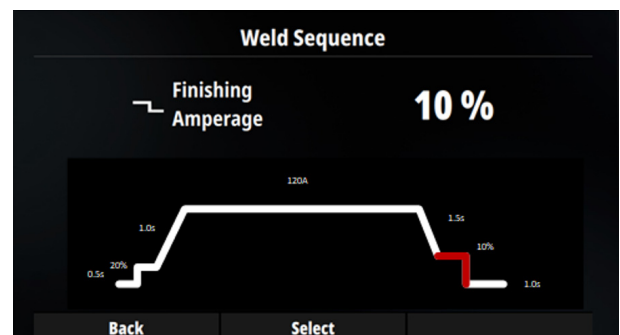 Weld Sequence
Finishing
Amperage
10 %
120A
1.0s
1.5s
20%
10%
0.5s
1.0s
Back
Select